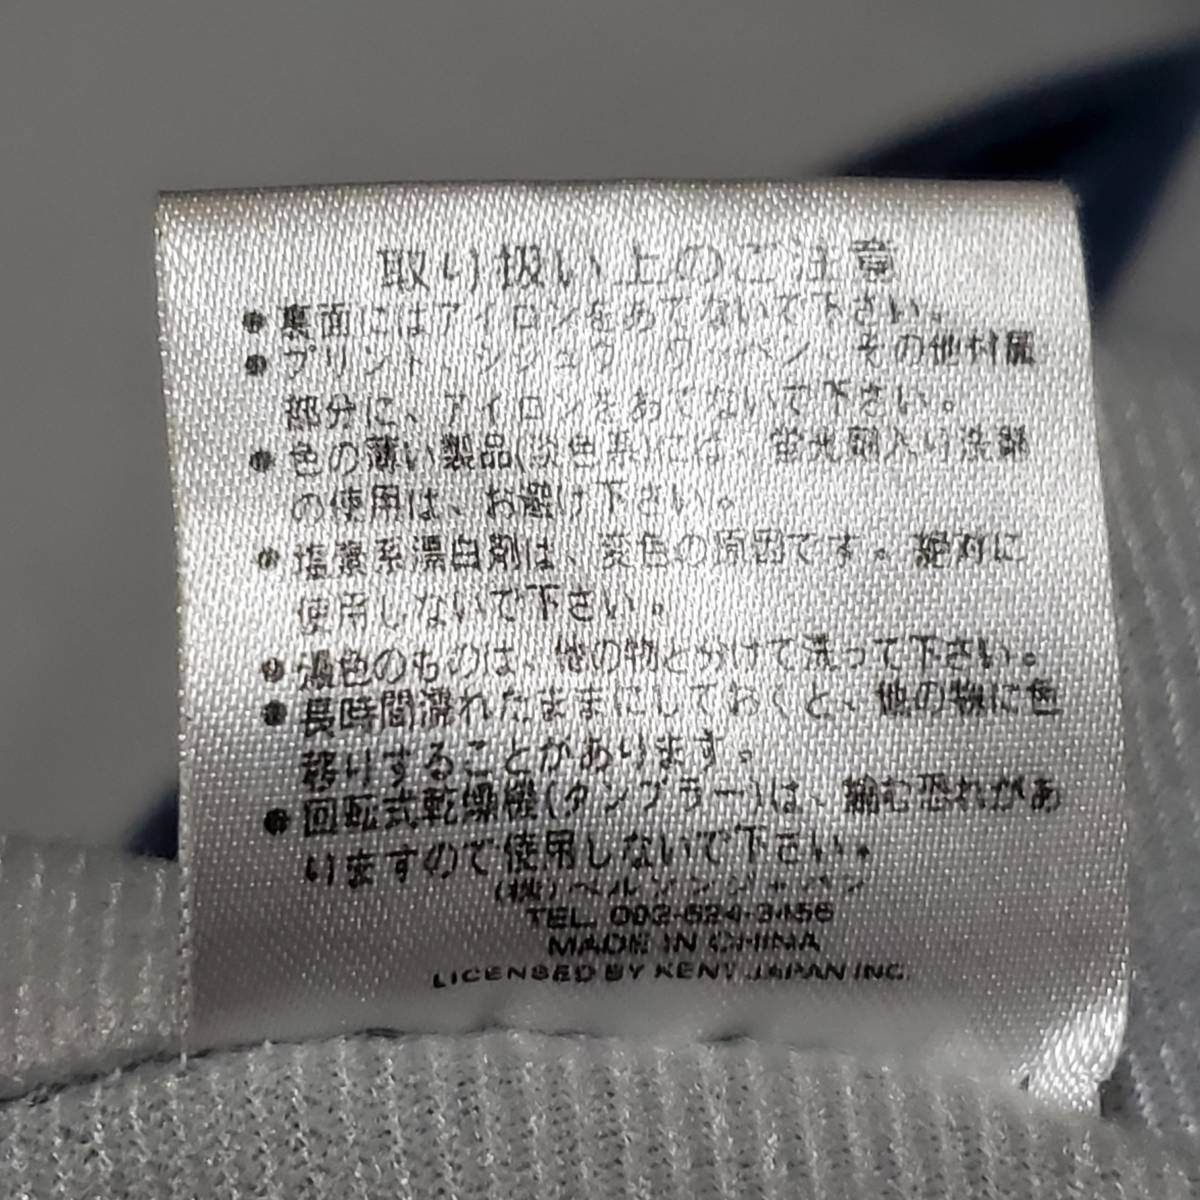 取り扱い上のご注意
●裏面にはアイロンをあてないで下さい。
●プリント、シシュウ、ワッペン、その他付属
部分に、アイロンをあてないで下さい。
●色の薄い製品(淡色系)には、蛍光剤入り洗剤
の使用は、お避け下さい。
●塩素系漂白剤は、変色の原因です。絶対に
使用しないで下さい。
●濃色のものは、他の物とわけて洗って下さい。
●長時間濡れたままにしておくと、他の物に色
移りすることがあります。
●回転式乾燥機(タンブラー)は、縮む恐れがあ
りますので使用しないで下さい。
(株)ベルソンジャパン
TEL. 092-624-3456
MADE IN CHINA
LICENSED BY KENT JAPAN INC.